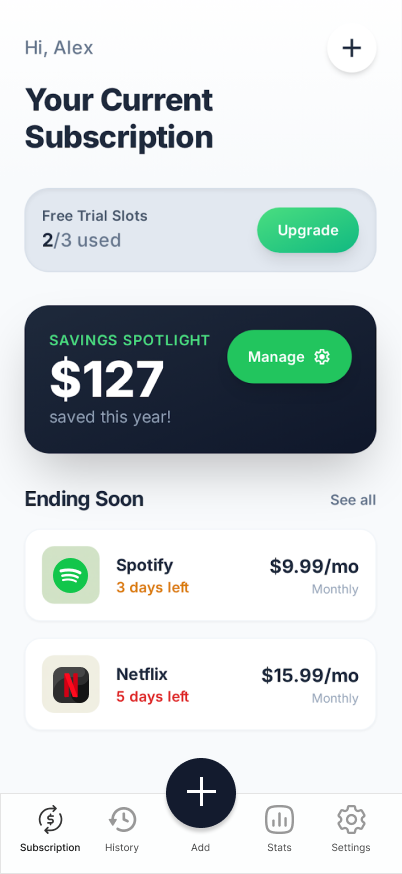 Hi, Alex
Your Current
Subscription
Free Trial Slots
2/3 used
Upgrade
SAVINGS SPOTLIGHT
$127
saved this year!
Manage
Ending Soon
See all
Spotify
3 days left
$9.99/mo
Monthly
Netflix
5 days left
$15.99/mo
Monthly
Subscription
History
Add
Stats
Settings